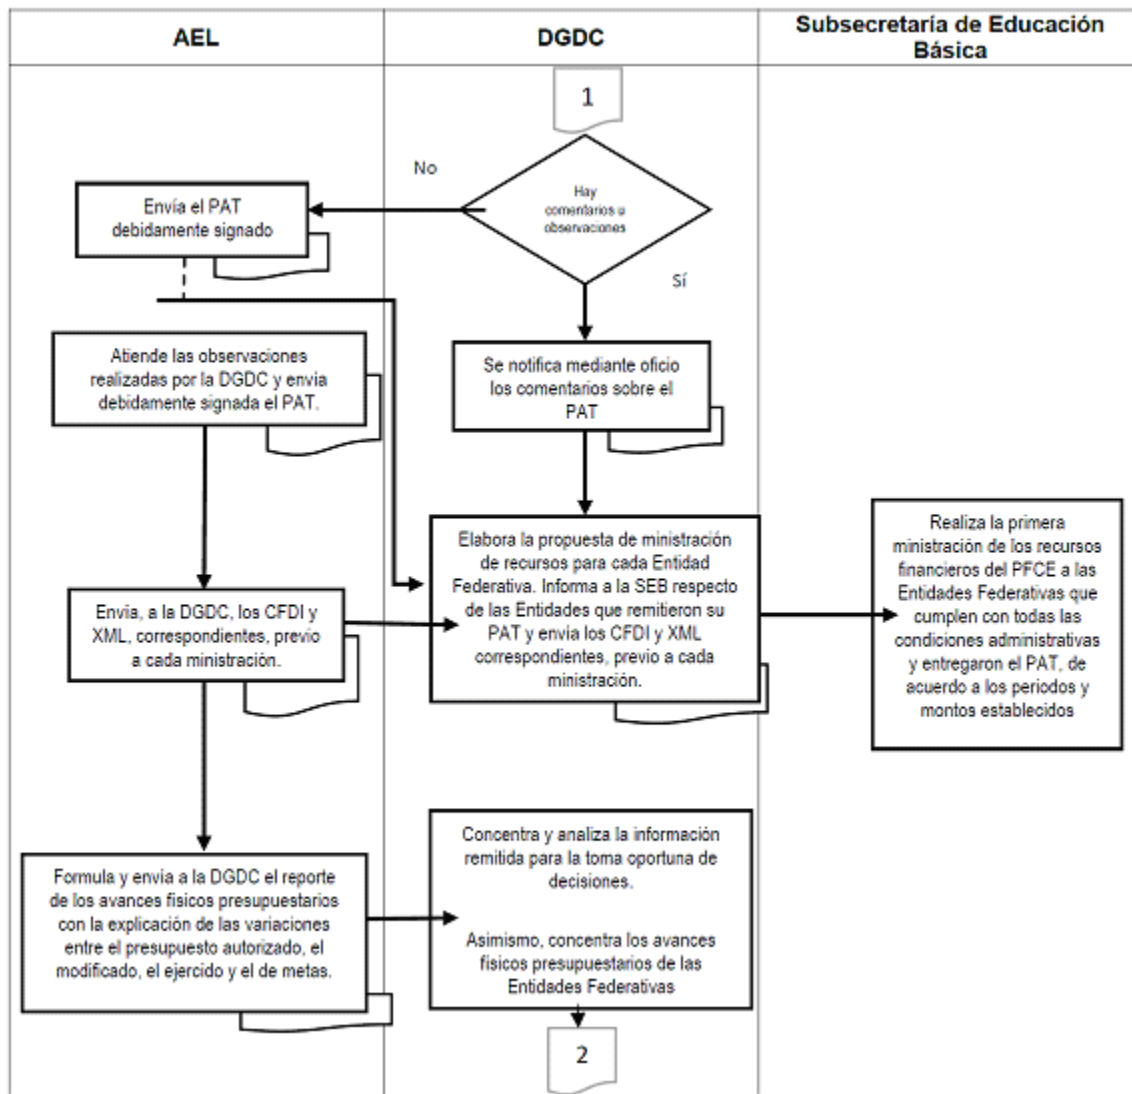 AEL
DGDC
Subsecretaría de Educación
Básica
1
No
Hay
comentarios u
observaciones
Envía el PAT
debidamente signado
Sí
Atiende las observaciones
realizadas por la DGDC y envia
debidamente signada el PAT.
Se notifica mediante oficio
los comentarios sobre el
PAT
Elabora la propuesta de ministración
de recursos para cada Entidad
Federativa. Informa a la SEB respecto
de las Entidades que remitieron su
PAT y envia los CFDI y XML
correspondientes, previo a cada
ministración.
Realiza la primera
ministración de los recursos
financieros del PFCE a las
Entidades Federativas que
cumplen con todas las
condiciones administrativas
y entregaron el PAT, de
acuerdo a los periodos y
montos establecidos
Envia, a la DGDC, los CFDI y
XML, correspondientes, previo
a cada ministración.
Formula y envia a la DGDC el reporte
de los avances físicos presupuestarios
con la explicación de las variaciones
entre el presupuesto autorizado, el
modificado, el ejercido y el de metas.
Concentra y analiza la información
remitida para la toma oportuna de
decisiones.
Asimismo, concentra los avances
físicos presupuestarios de las
Entidades Federativas
2